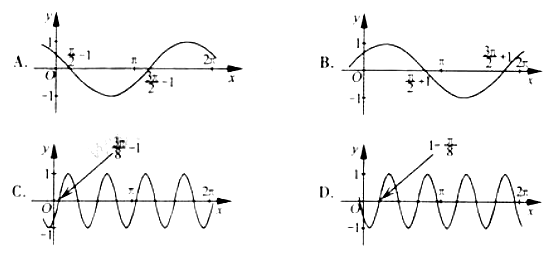 A.
y
1
O
-1
π/2 -1
π
3π/2 -1
2π
x
B.
y
1
O
-1
π/2 +1
π
3π/2 +1
2π
x
C.
y
1
O
-1
3π/8 -1
π
2π
x
D.
y
1
O
-1
1- π/8
π
2π
x